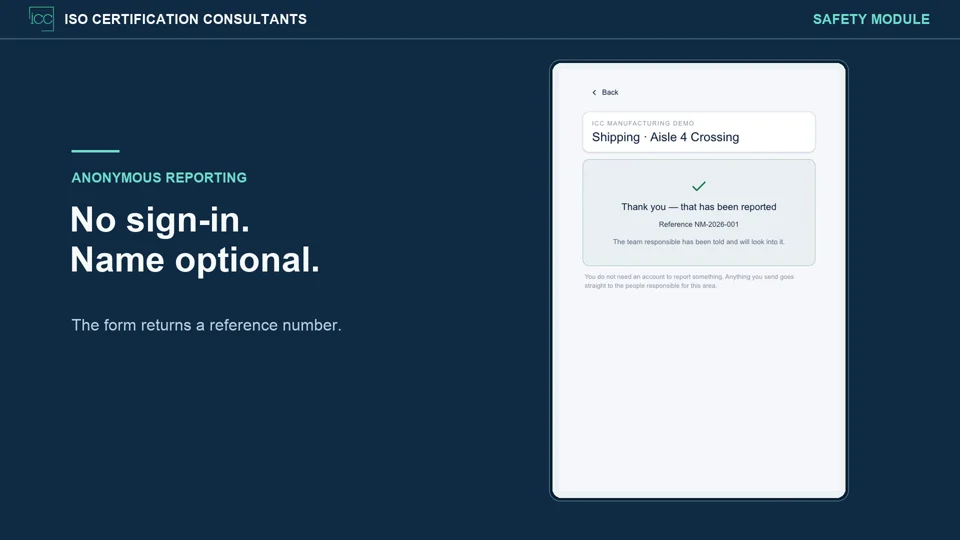 ICC
ISO CERTIFICATION CONSULTANTS
SAFETY MODULE
ANONYMOUS REPORTING
No sign-in.
Name optional.
The form returns a reference number.
Back
ICC MANUFACTURING DEMO
Shipping · Aisle 4 Crossing
Thank you — that has been reported
Reference NM-2026-001
The team responsible has been told and will look into it.
You do not need an account to report something. Anything you send goes
straight to the people responsible for this area.